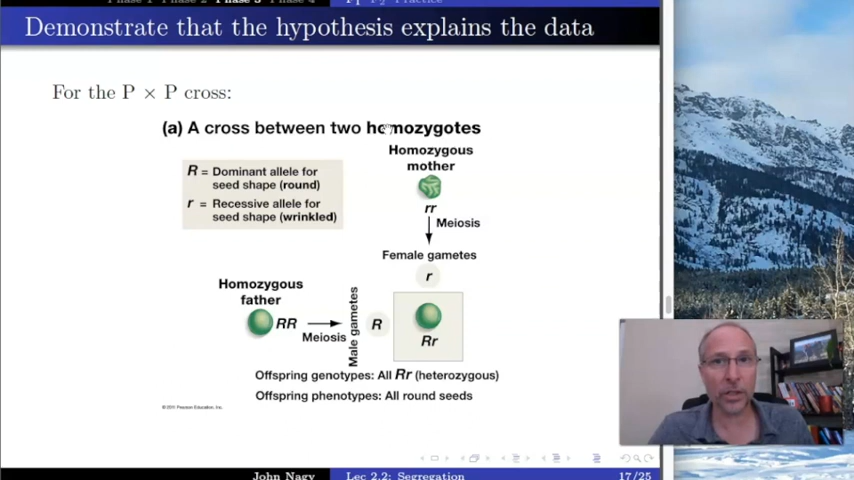 Phase 1 Phase 2 Phase 3 Phase 4 F1 F2 Practice
Demonstrate that the hypothesis explains the data
For the P × P cross:
(a) A cross between two homozygotes
R = Dominant allele for
seed shape (round)
r = Recessive allele for
seed shape (wrinkled)
Homozygous
mother
rr
Meiosis
Female gametes
r
Homozygous
father
RR
Meiosis
Male gametes
R
Rr
Offspring genotypes: All Rr (heterozygous)
Offspring phenotypes: All round seeds
© 2011 Pearson Education, Inc.
John Nagy
Lec 2.2: Segregation
17/25